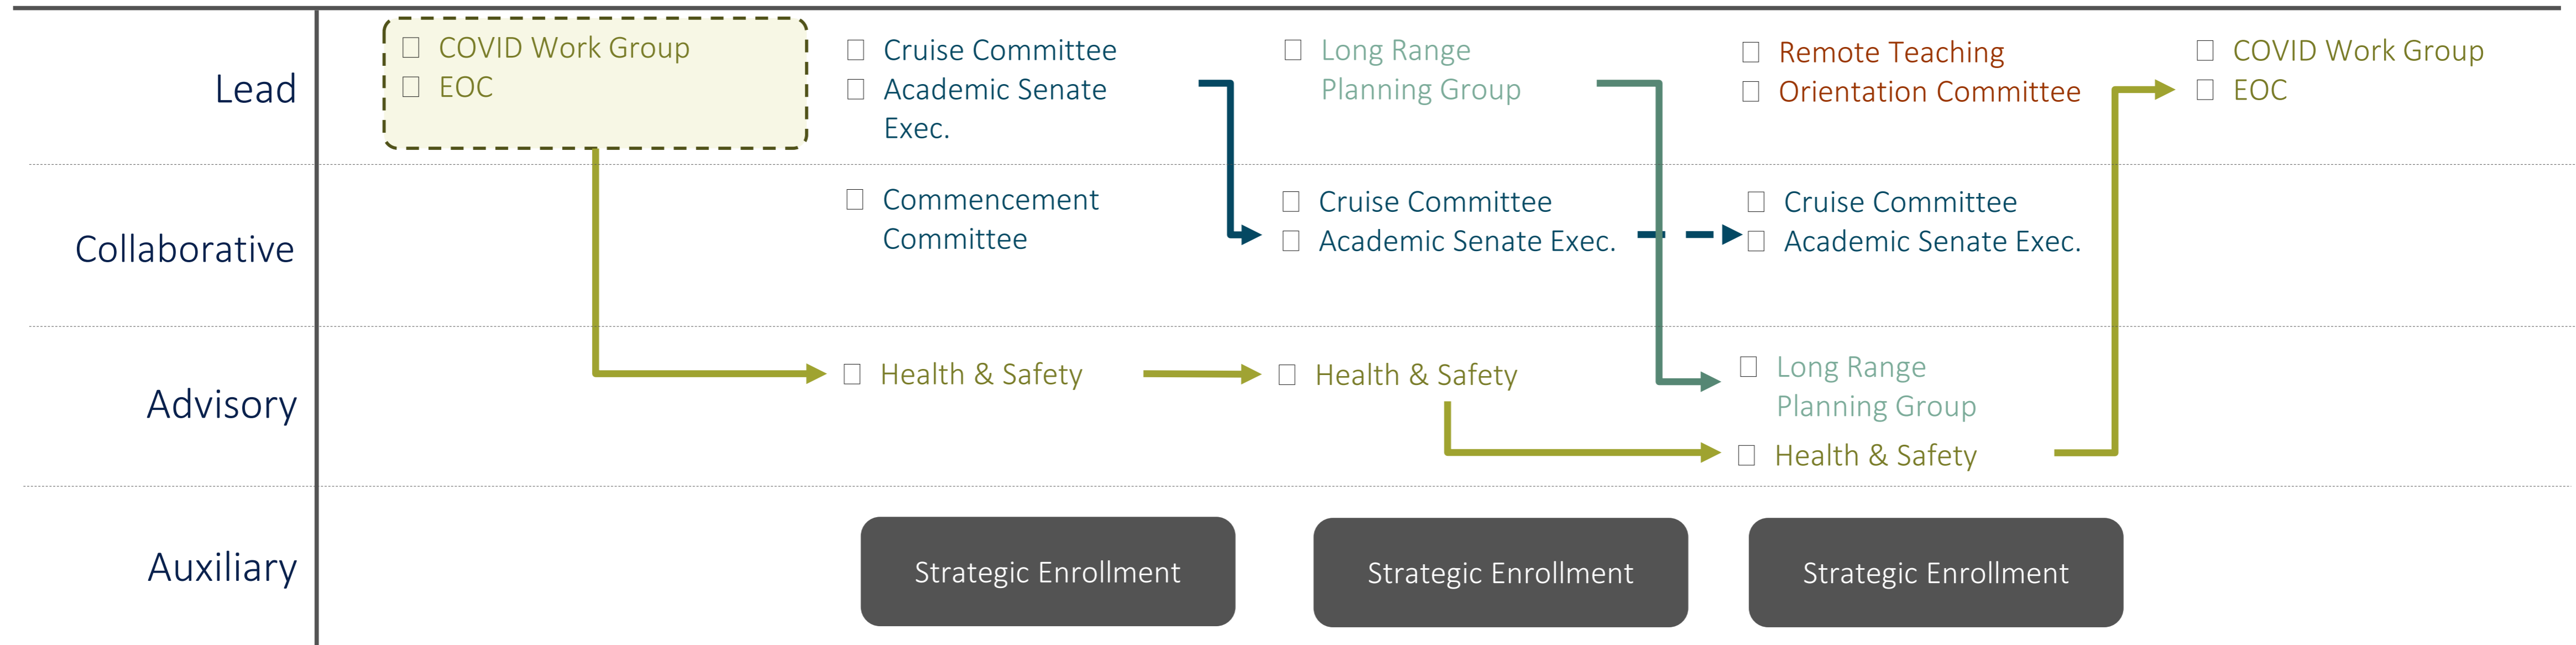 Lead
COVID Work Group
EOC
Cruise Committee
Academic Senate
Exec.
Long Range
Planning Group
Remote Teaching
Orientation Committee
COVID Work Group
EOC
Collaborative
Commencement
Committee
Cruise Committee
Academic Senate Exec.
Cruise Committee
Academic Senate Exec.
Advisory
Health & Safety
Health & Safety
Long Range
Planning Group
Health & Safety
Auxiliary
Strategic Enrollment
Strategic Enrollment
Strategic Enrollment